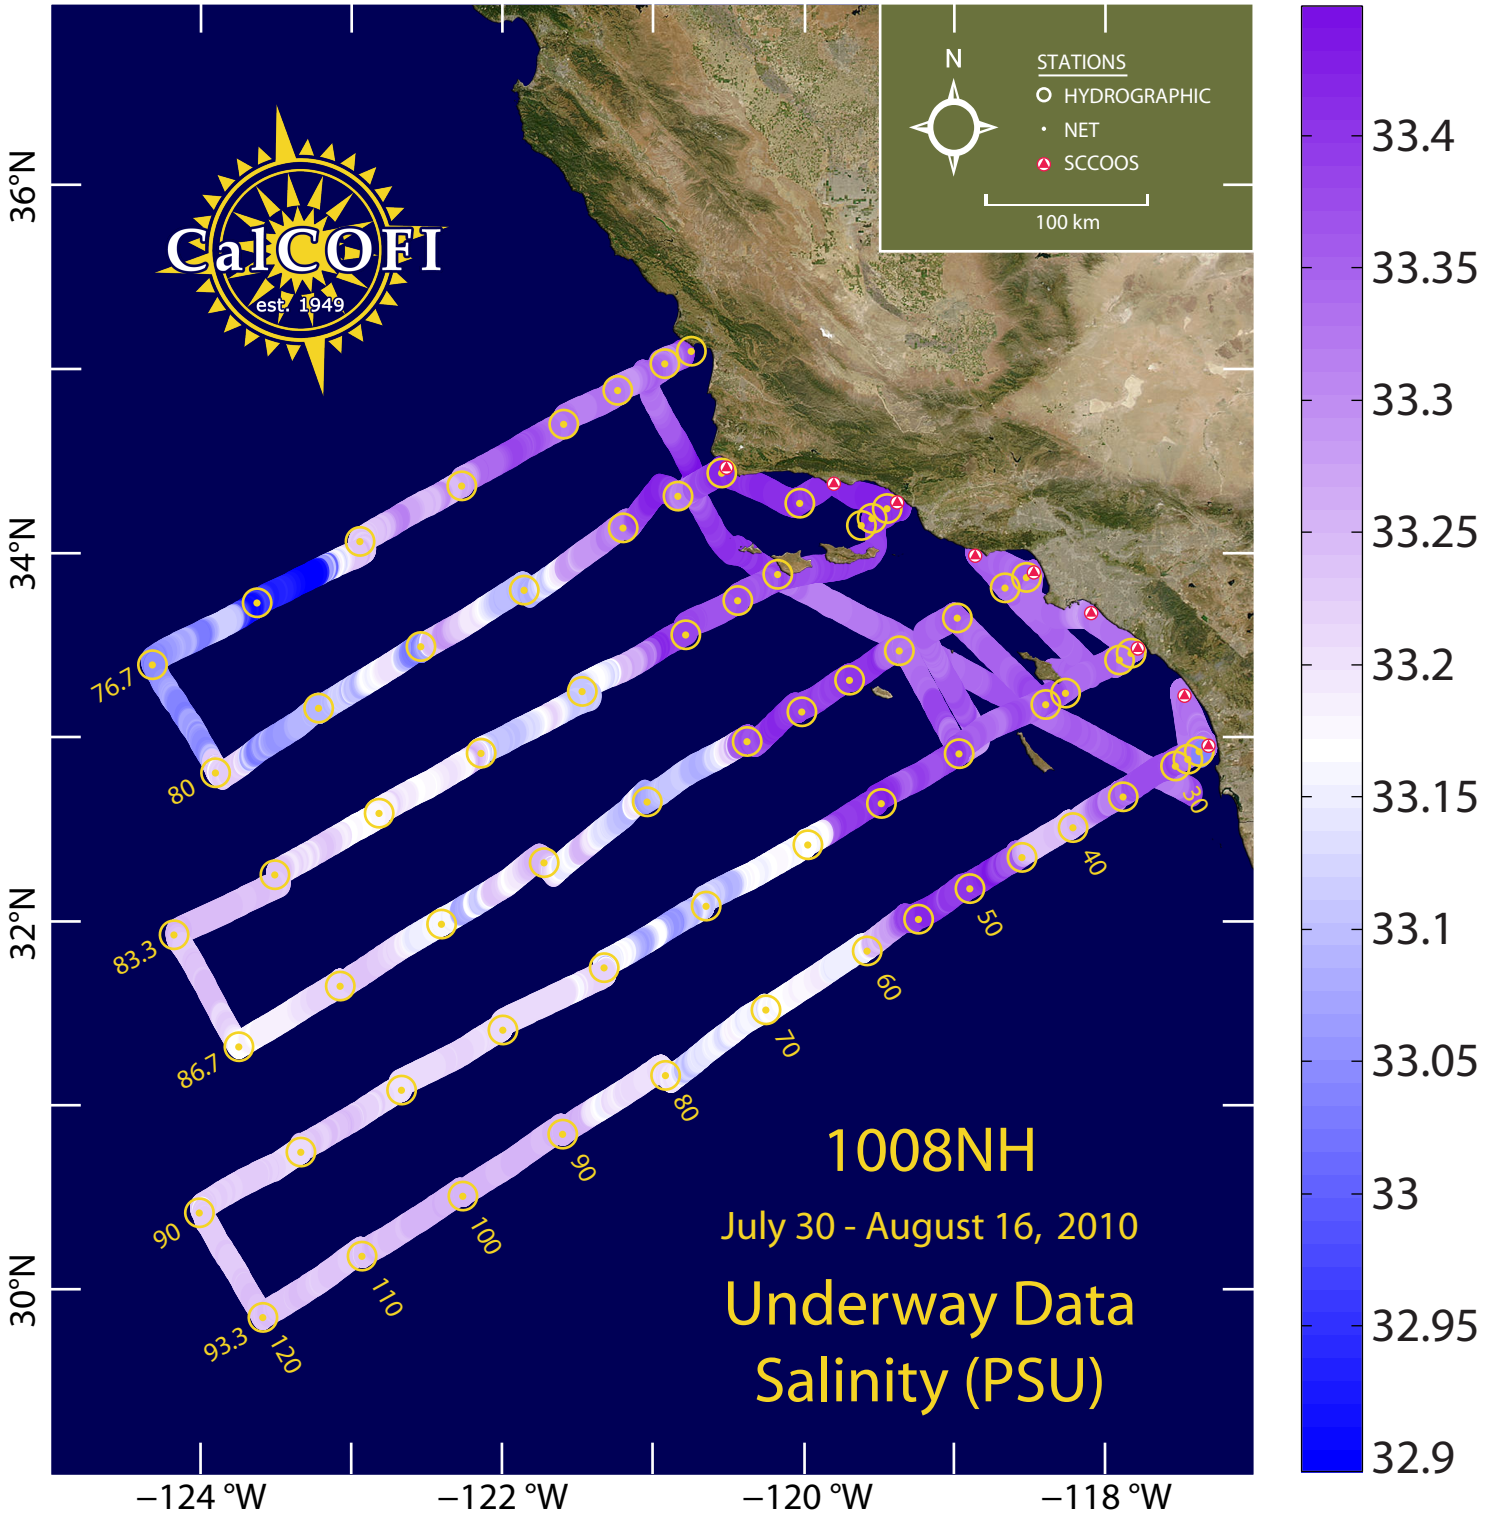 CalCOFI
est. 1949
N
STATIONS
HYDROGRAPHIC
NET
SCCOOS
100 km
36°N
34°N
32°N
30°N
−124 °W
−122 °W
−120 °W
−118 °W
76.7
80
83.3
86.7
90
93.3
30
40
50
60
70
80
90
100
110
120
1008NH
July 30 - August 16, 2010
Underway Data
Salinity (PSU)
33.4
33.35
33.3
33.25
33.2
33.15
33.1
33.05
33
32.95
32.9